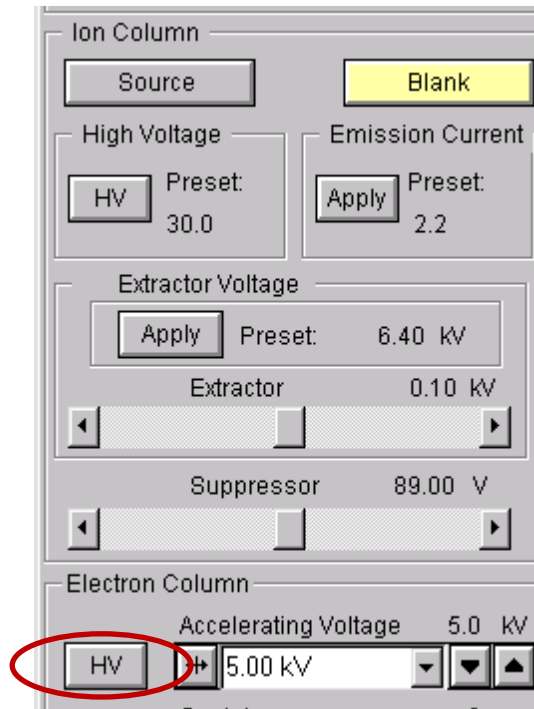 Ion Column
Source Blank
High Voltage Emission Current
HV Preset: Apply Preset:
30.0 2.2
Extractor Voltage
Apply Preset: 6.40 kV
Extractor 0.10 kV
Suppressor 89.00 V
Electron Column
Accelerating Voltage 5.0 kV
HV 5.00 kV